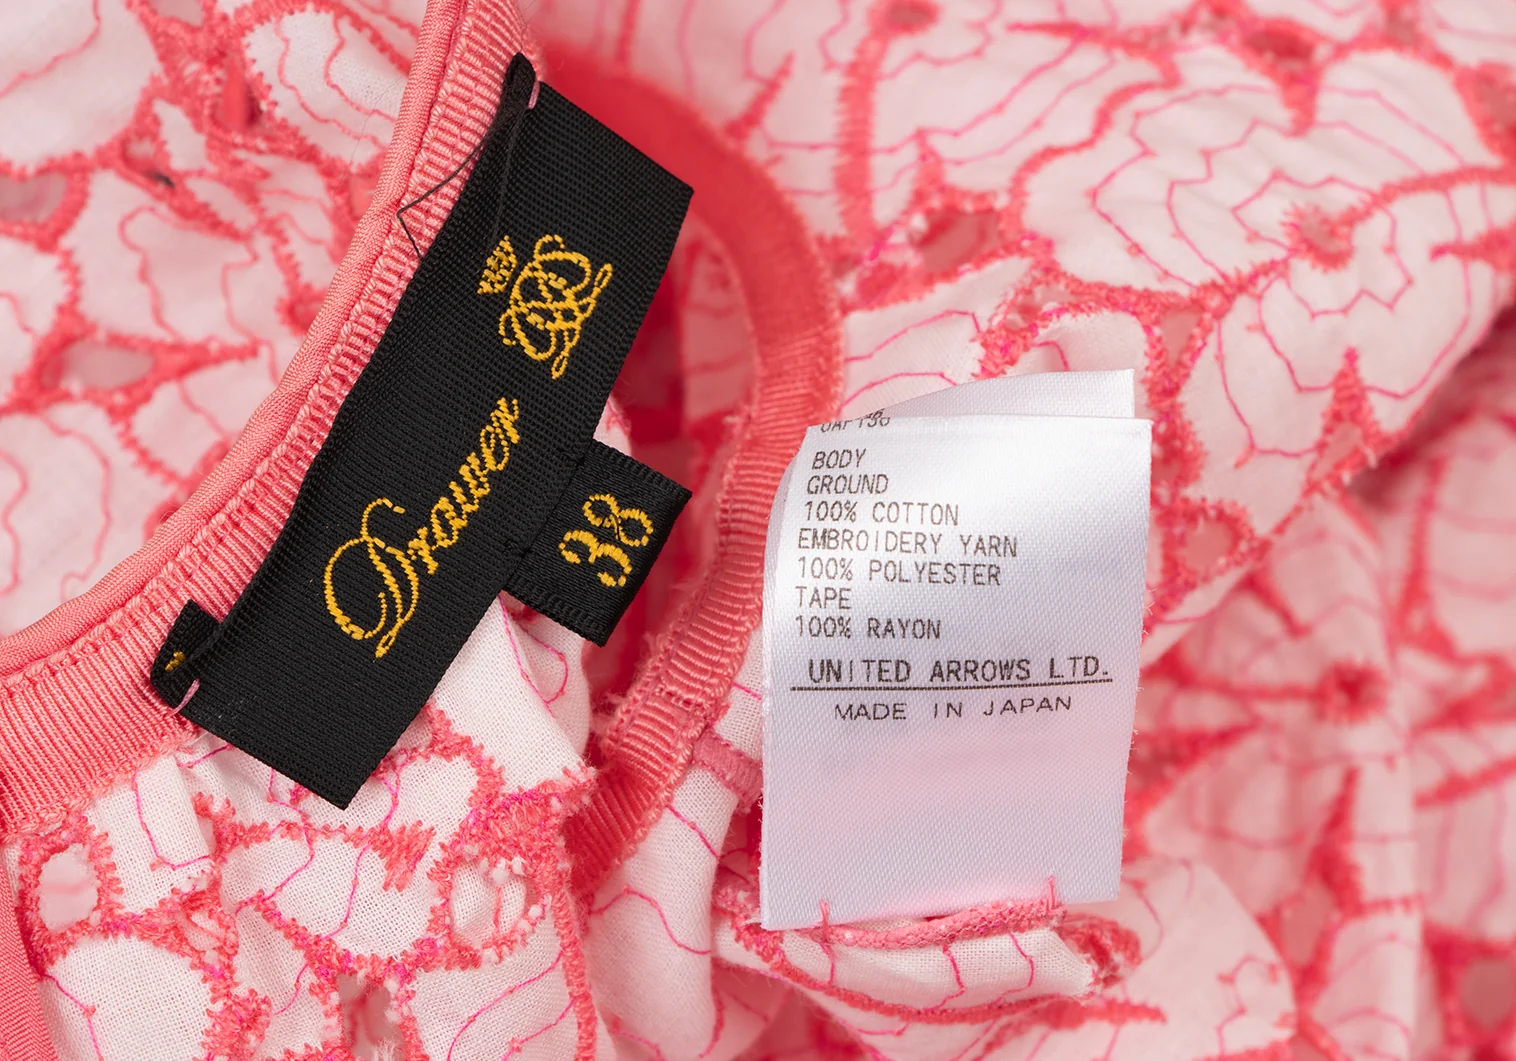 Drawer
38
BODY
GROUND
100% COTTON
EMBROIDERY YARN
100% POLYESTER
TAPE
100% RAYON
UNITED ARROWS LTD.
MADE IN JAPAN